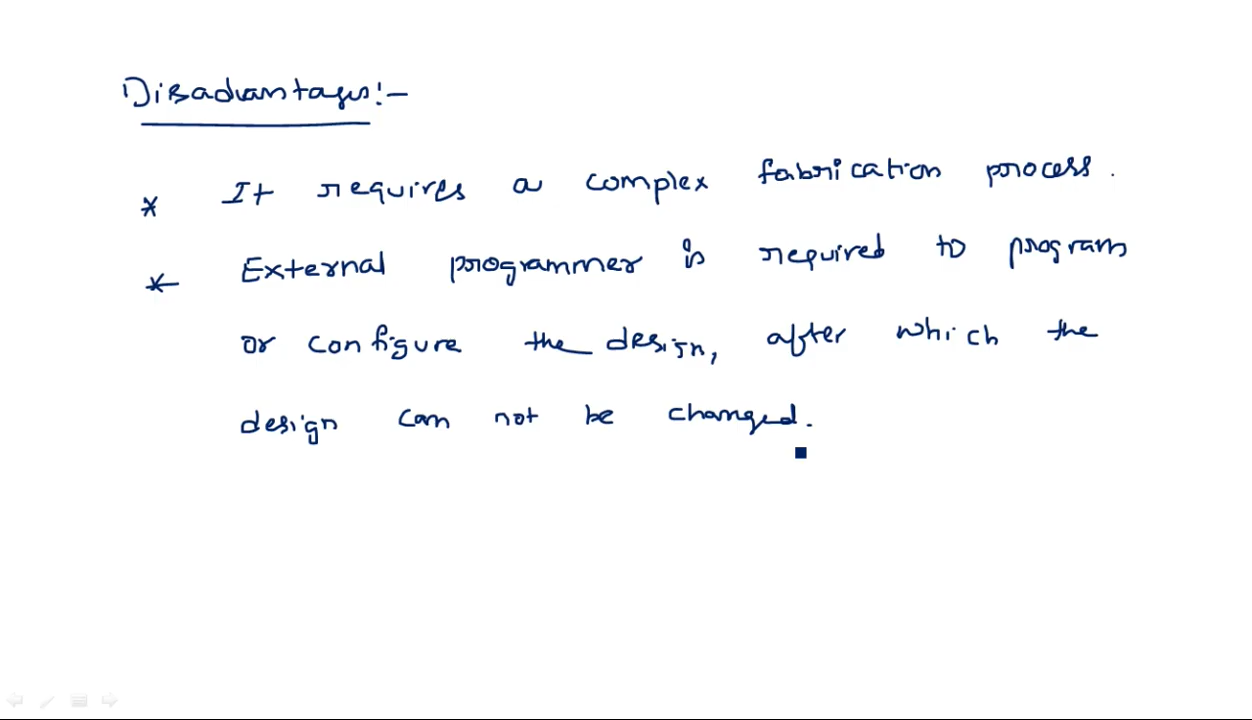 Disadvantages:-
* It requires a complex fabrication process.
* External programmer is required to program
or configure the design, after which the
design can not be changed.